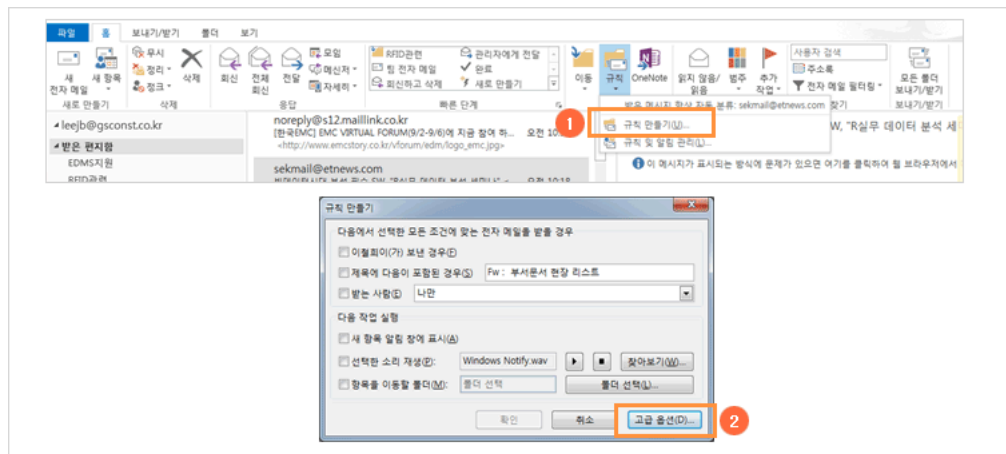 파일 홈 보내기/받기 폴더 보기
새 전자 메일 새 항목
무시
정리
정크
삭제
회신 전체 회신 전달
모임
메신저
자세히
RFID관련
팀 전자 메일
회신하고 삭제
관리자에게 전달
완료
새로 만들기
이동 규칙 OneNote 읽지 않음/읽음 범주 추가 작업
사용자 검색
주소록
전자 메일 필터링
모든 폴더 보내기/받기
새로 만들기 삭제 응답 빠른 단계 찾기 보내기/받기
받은 메시지 항상 자동 분류: sekmail@etnews.com
1
규칙 만들기(U)...
규칙 및 알림 관리(L)...
leejb@gsconst.co.kr
받은 편지함
EDMS지원
RFID관련
noreply@s12.maillink.co.kr
[한국EMC] EMC VIRTUAL FORUM(9/2-9/6)에 지금 참여 하... 오전 10:
<http://www.emcstory.co.kr/vforum/edm/logo_emc.jpg>
sekmail@etnews.com
오전 10:18
W, "R실무 데이터 분석 세
이 메시지가 표시되는 방식에 문제가 있으면 여기를 클릭하여 웹 브라우저에서
규칙 만들기
다음에서 선택한 모든 조건에 맞는 전자 메일을 받을 경우
이철희이(가) 보낸 경우(F)
제목에 다음이 포함된 경우(S) Fw : 부서문서 현장 리스트
받는 사람(E) 나만
다음 작업 실행
새 항목 알림 창에 표시(A)
선택한 소리 재생(P): Windows Notify.wav 찾아보기(W)...
항목을 이동할 폴더(M): 폴더 선택 폴더 선택(L)...
확인 취소 고급 옵션(D)...
2